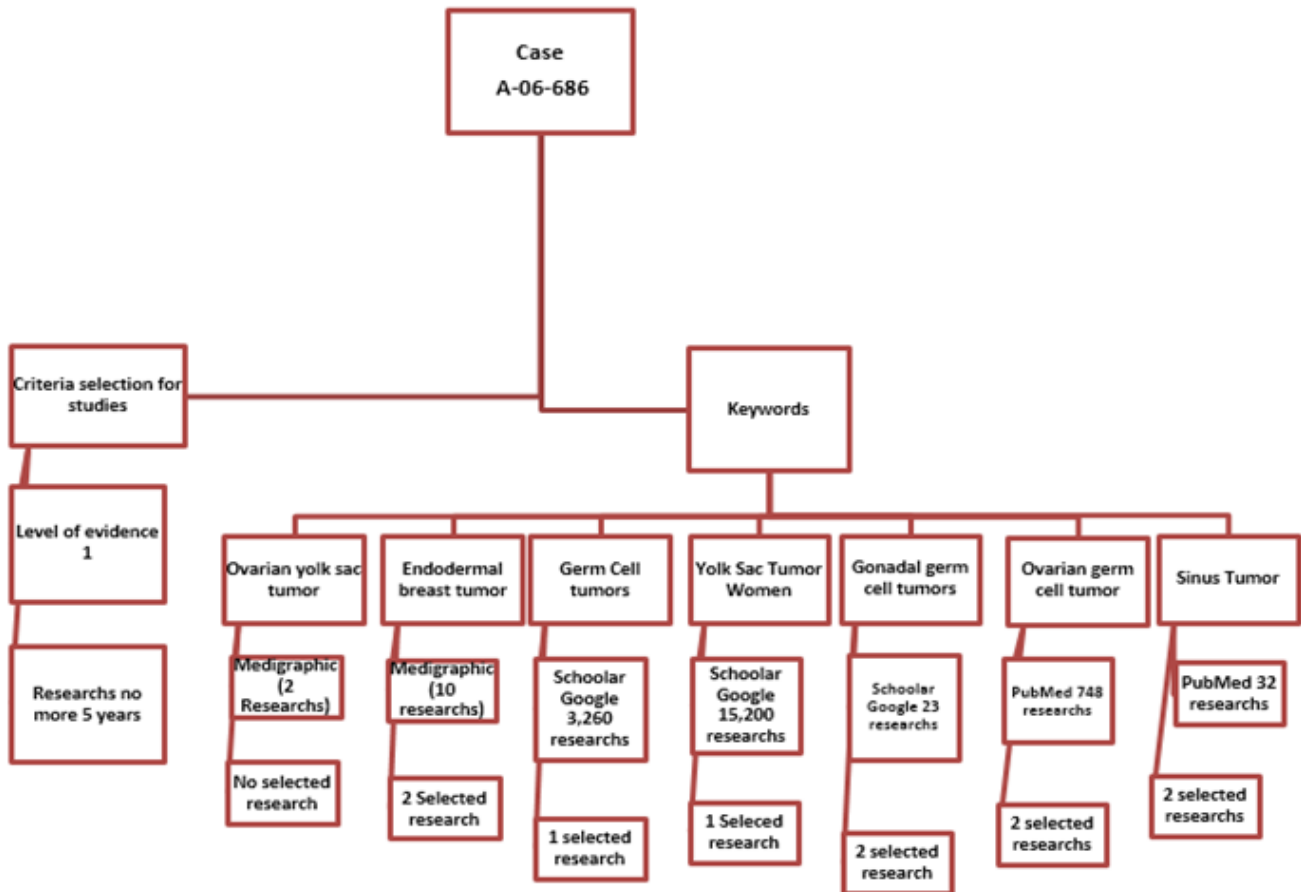 Case
A-06-686
Criteria selection for
studies
Keywords
Level of evidence
1
Researchs no
more 5 years
Ovarian yolk sac
tumor
Endodermal
breast tumor
Germ Cell
tumors
Yolk Sac Tumor
Women
Gonadal germ
cell tumors
Ovarian germ
cell tumor
Sinus Tumor
Medigraphic
(2
Researchs)
Medigraphic
(10
researchs)
Schoolar
Google
3,260
researchs
Schoolar
Google
15,200
researchs
Schoolar
Google 23
researchs
PubMed 748
researchs
PubMed 32
researchs
No selected
research
2 Selected
research
1 selected
research
1 Seleced
research
2 selected
research
2 selected
researchs
2 selected
researchs